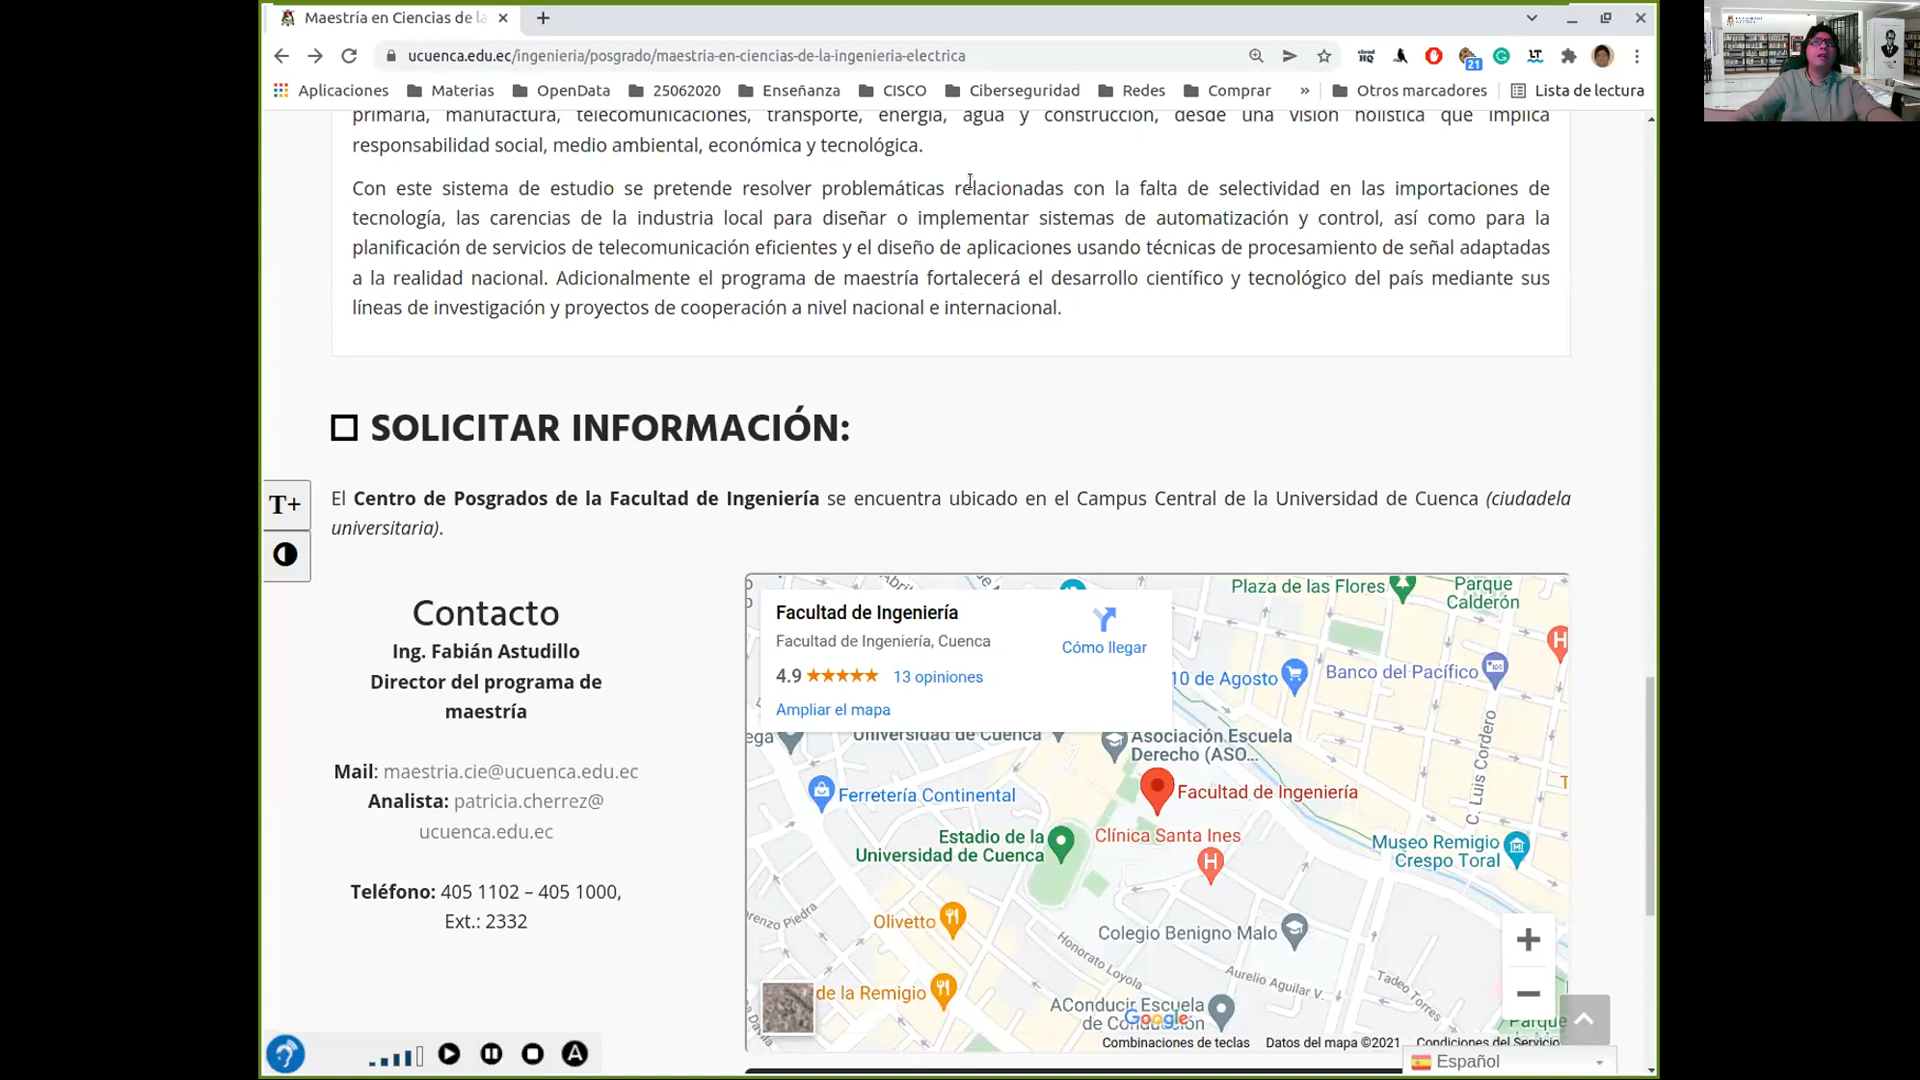 Maestría en Ciencias de la
ucuenca.edu.ec/ingenieria/posgrado/maestria-en-ciencias-de-la-ingenieria-electrica
cloud HQ
21
LT
Aplicaciones Materias OpenData 25062020 Enseñanza CISCO Ciberseguridad Redes Comprar » Otros marcadores Lista de lectura
primaria, manufactura, telecomunicaciones, transporte, energía, agua y construcción, desde una visión holística que implica
responsabilidad social, medio ambiental, económica y tecnológica.
Con este sistema de estudio se pretende resolver problemáticas relacionadas con la falta de selectividad en las importaciones de
tecnología, las carencias de la industria local para diseñar o implementar sistemas de automatización y control, así como para la
planificación de servicios de telecomunicación eficientes y el diseño de aplicaciones usando técnicas de procesamiento de señal adaptadas
a la realidad nacional. Adicionalmente el programa de maestría fortalecerá el desarrollo científico y tecnológico del país mediante sus
líneas de investigación y proyectos de cooperación a nivel nacional e internacional.
SOLICITAR INFORMACIÓN:
T+
El Centro de Posgrados de la Facultad de Ingeniería se encuentra ubicado en el Campus Central de la Universidad de Cuenca (ciudadela
universitaria).
Contacto
Ing. Fabián Astudillo
Director del programa de
maestría
Mail: maestria.cie@ucuenca.edu.ec
Analista: patricia.cherrez@
ucuenca.edu.ec
Teléfono: 405 1102 – 405 1000,
Ext.: 2332
Facultad de Ingeniería
Facultad de Ingeniería, Cuenca
Cómo llegar
4.9 ★★★★★ 13 opiniones
Ampliar el mapa
Plaza de las Flores
Parque
Calderón
10 de Agosto
Banco del Pacífico
Universidad de Cuenca
Asociación Escuela
Derecho (ASO...
C. Luis Cordero
Ferretería Continental
Facultad de Ingeniería
Clínica Santa Ines
Estadio de la
Universidad de Cuenca
Museo Remigio
Crespo Toral
Olivetto
Colegio Benigno Malo
Honorato Loyola
Aurelio Aguilar V.
Tadeo Torres
de la Remigio
AConducir Escuela
de Conducción
Google
Parque
Combinaciones de teclas Datos del mapa ©2021 Condiciones del Servicio
A
Español